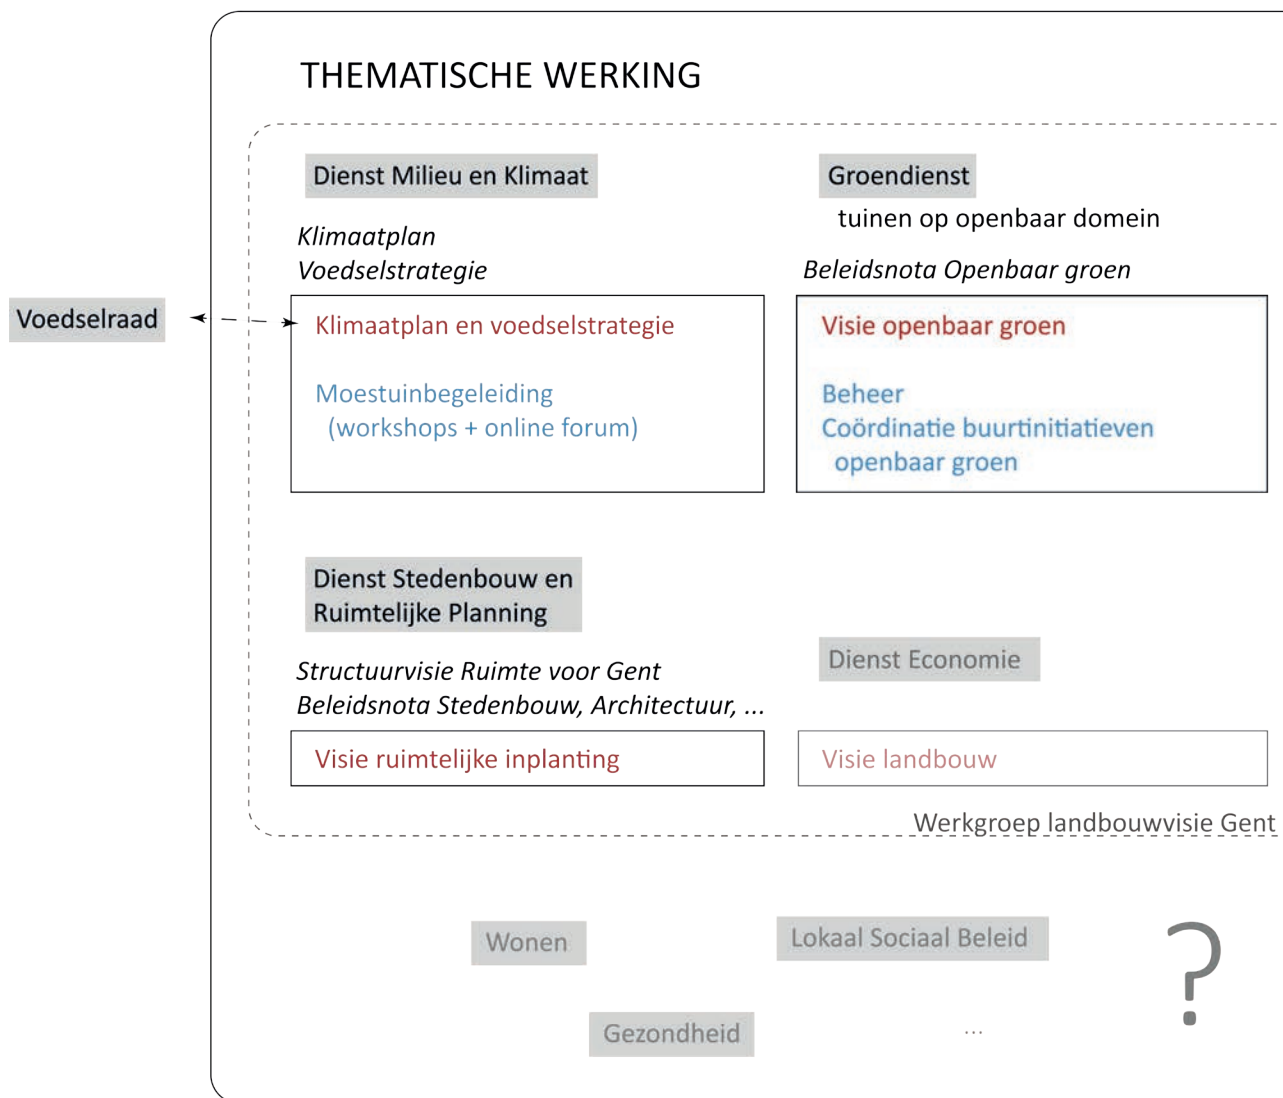 THEMATISCHE WERKING
Dienst Milieu en Klimaat
Klimaatplan
Voedselstrategie
Voedselraad
Klimaatplan en voedselstrategie
Moestuinbegeleiding
(workshops + online forum)
Groendienst
tuinen op openbaar domein
Beleidsnota Openbaar groen
Visie openbaar groen
Beheer
Coördinatie buurtinitiatieven
openbaar groen
Dienst Stedenbouw en
Ruimtelijke Planning
Structuurvisie Ruimte voor Gent
Beleidsnota Stedenbouw, Architectuur, ...
Visie ruimtelijke inplanting
Dienst Economie
Visie landbouw
Werkgroep landbouwvisie Gent
Wonen
Lokaal Sociaal Beleid
Gezondheid
...
?